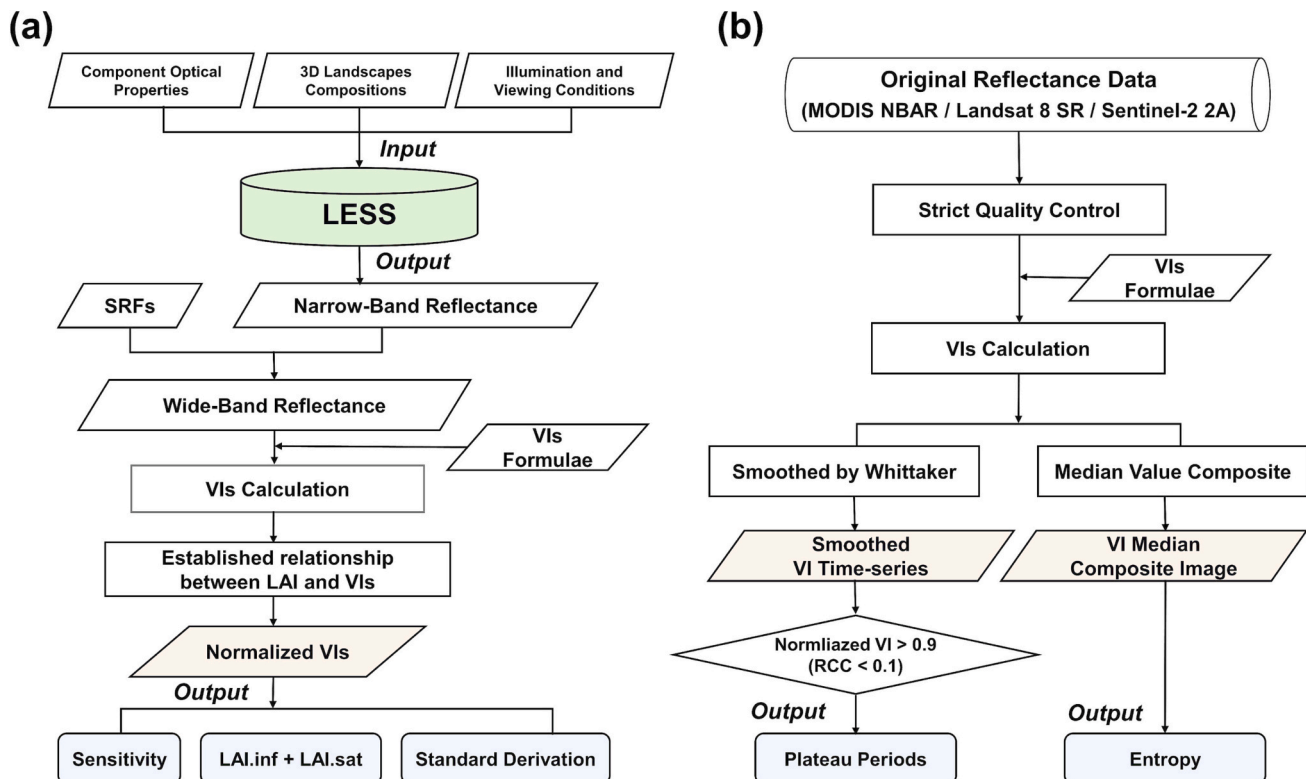 (a)
Component Optical
Properties
3D Landscapes
Compositions
Illumination and
Viewing Conditions
Input
LESS
Output
SRFs
Narrow-Band Reflectance
Wide-Band Reflectance
VIs
Formulae
VIs Calculation
Established relationship
between LAI and VIs
Normalized VIs
Output
Sensitivity
LAI.inf + LAI.sat
Standard Derivation
(b)
Original Reflectance Data
(MODIS NBAR / Landsat 8 SR / Sentinel-2 2A)
Strict Quality Control
VIs
Formulae
VIs Calculation
Smoothed by Whittaker
Median Value Composite
Smoothed
VI Time-series
VI Median
Composite Image
Normliazed VI > 0.9
(RCC < 0.1)
Output
Output
Plateau Periods
Entropy